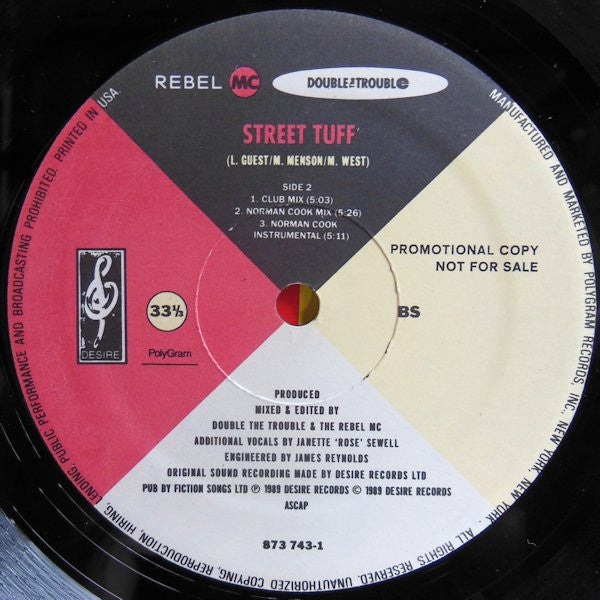 REBEL MC DOUBLE TROUBLE
STREET TUFF
(L. GUEST/M. MENSON/M. WEST)
SIDE 2
1. CLUB MIX (5:03)
2. NORMAN COOK MIX (5:26)
3. NORMAN COOK
INSTRUMENTAL (5:11)
PROMOTIONAL COPY
NOT FOR SALE
DESIRE
33⅓
PolyGram
BS
PRODUCED
MIXED & EDITED BY
DOUBLE THE TROUBLE & THE REBEL MC
ADDITIONAL VOCALS BY JANETTE 'ROSE' SEWELL
ENGINEERED BY JAMES REYNOLDS
ORIGINAL SOUND RECORDING MADE BY DESIRE RECORDS LTD
PUB BY FICTION SONGS LTD ℗ 1989 DESIRE RECORDS © 1989 DESIRE RECORDS
ASCAP
873 743-1
MANUFACTURED AND MARKETED BY POLYGRAM RECORDS, INC. NEW YORK, NEW YORK. ALL RIGHTS RESERVED. UNAUTHORIZED COPYING, REPRODUCTION, HIRING, LENDING, PUBLIC PERFORMANCE AND BROADCASTING PROHIBITED. PRINTED IN USA.